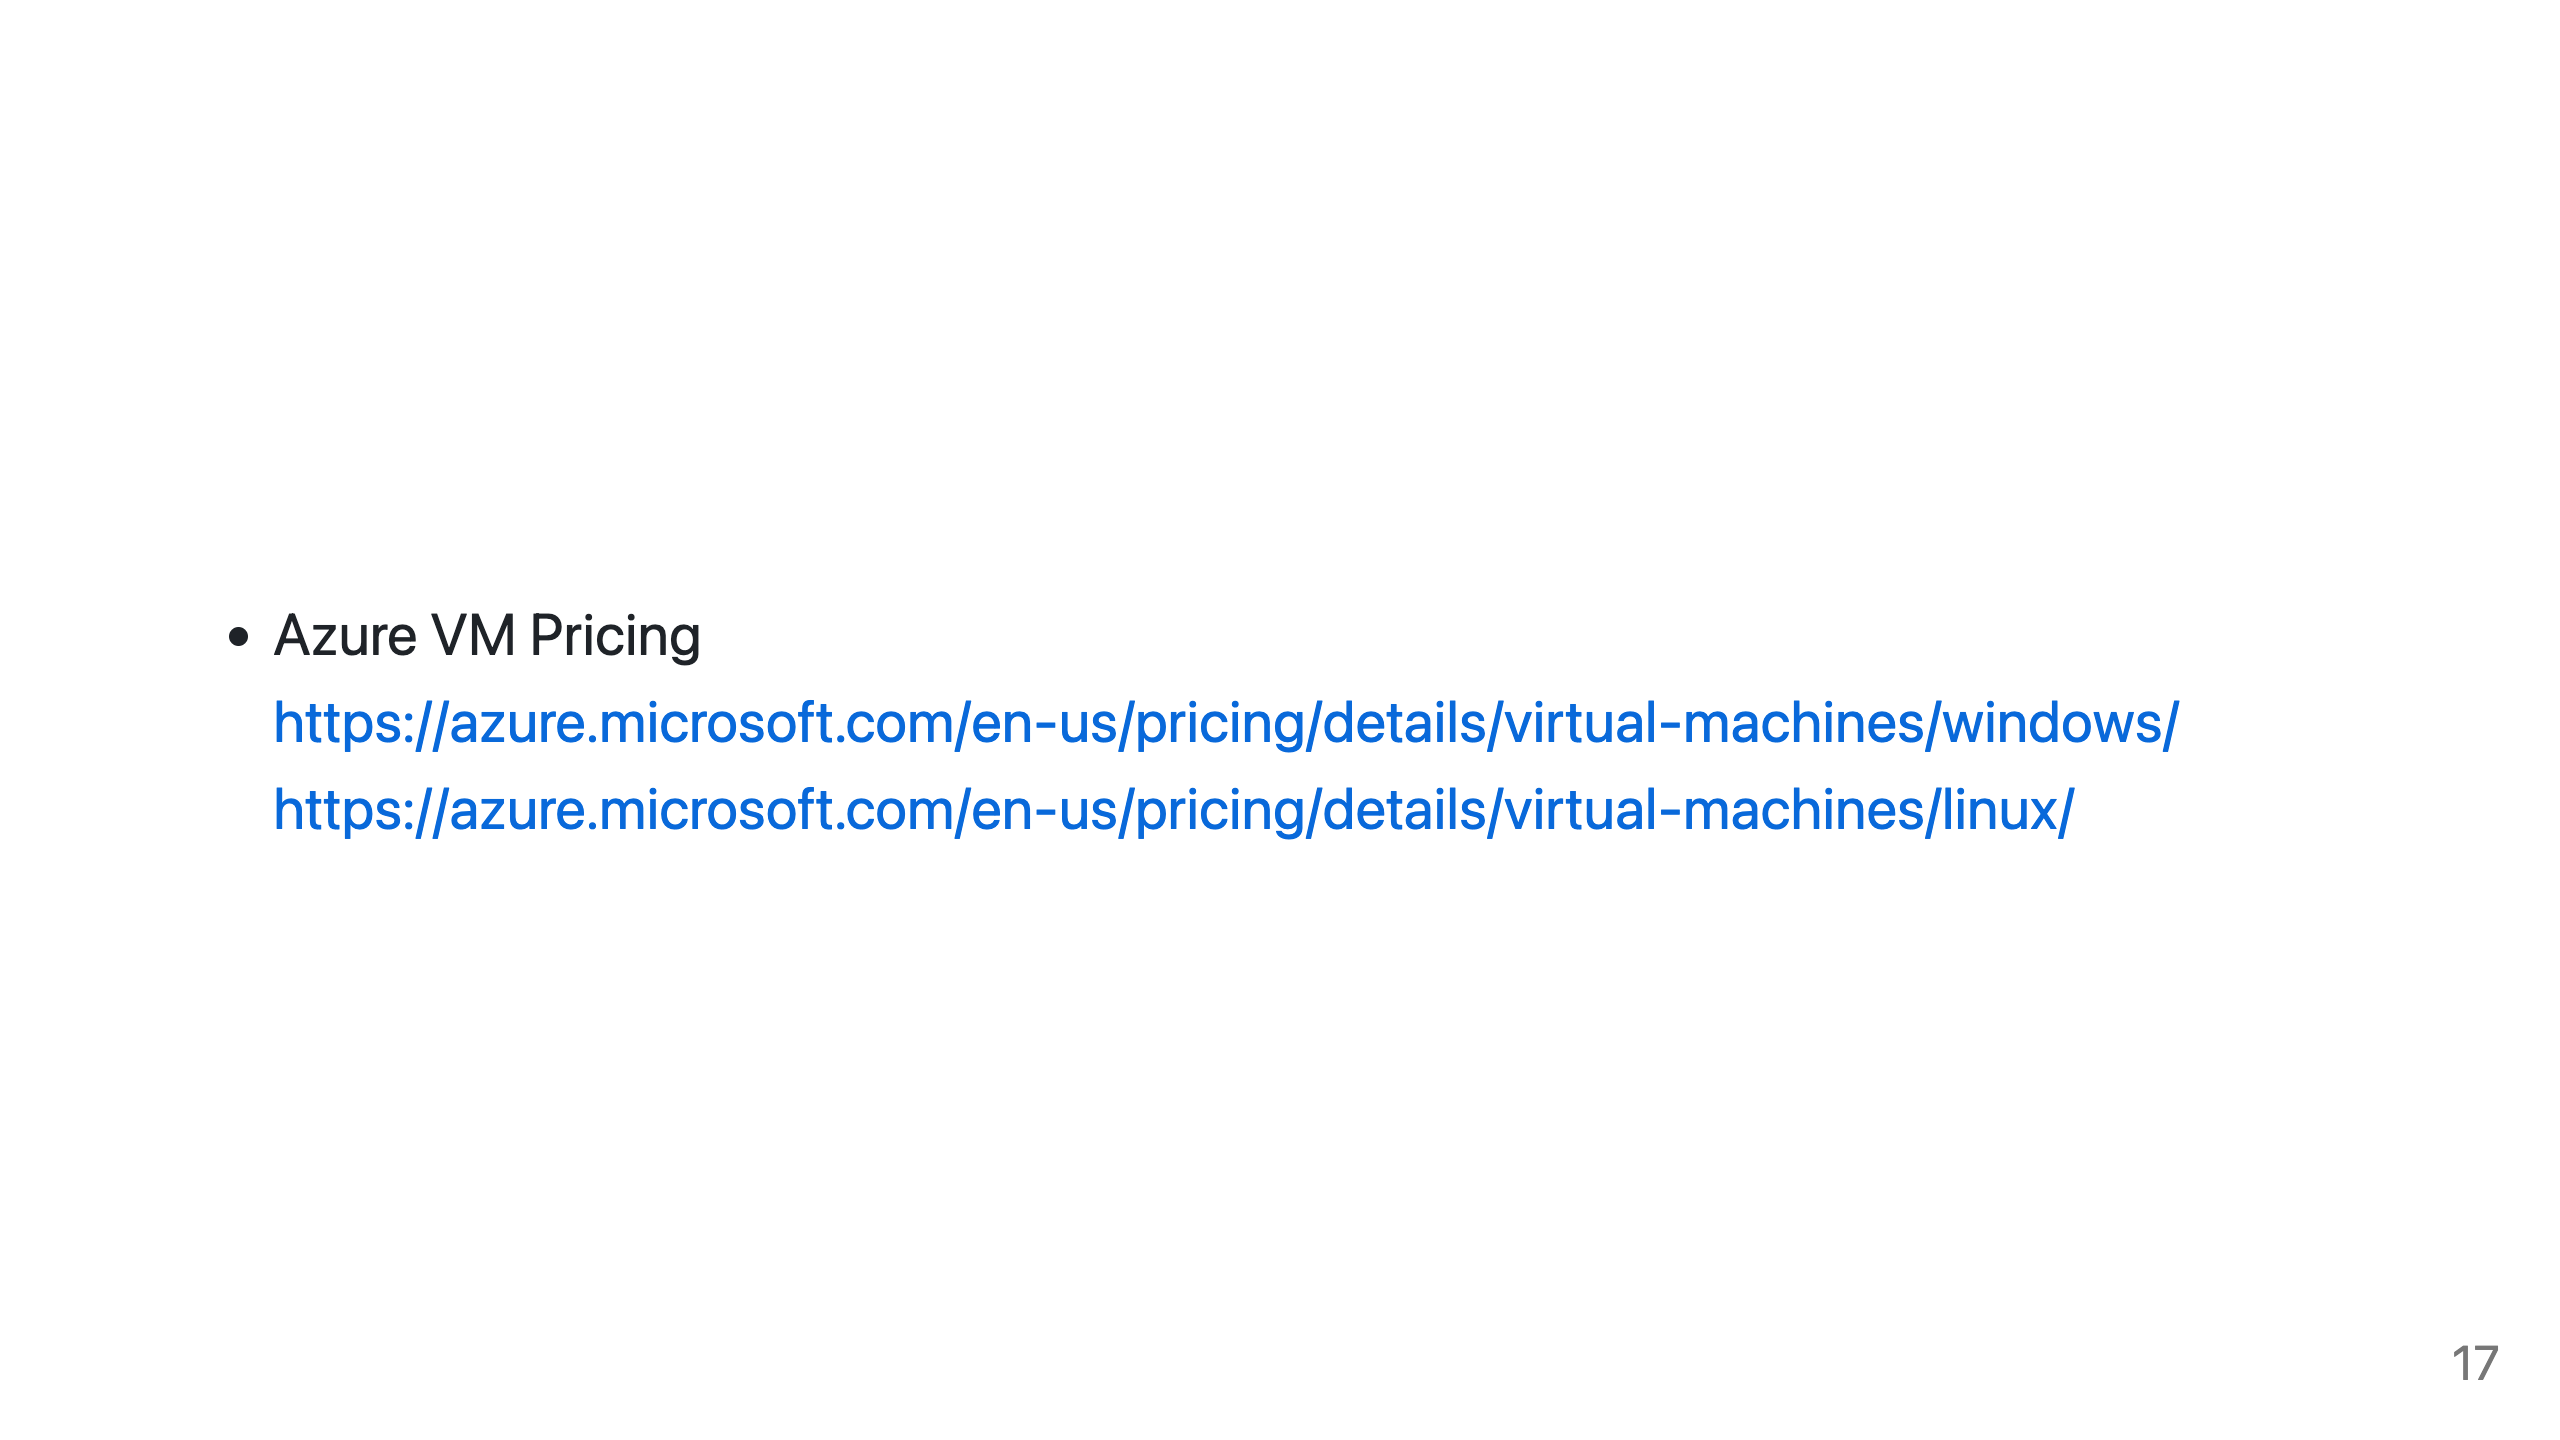 • Azure VM Pricing
https://azure.microsoft.com/en-us/pricing/details/virtual-machines/windows/
https://azure.microsoft.com/en-us/pricing/details/virtual-machines/linux/
17